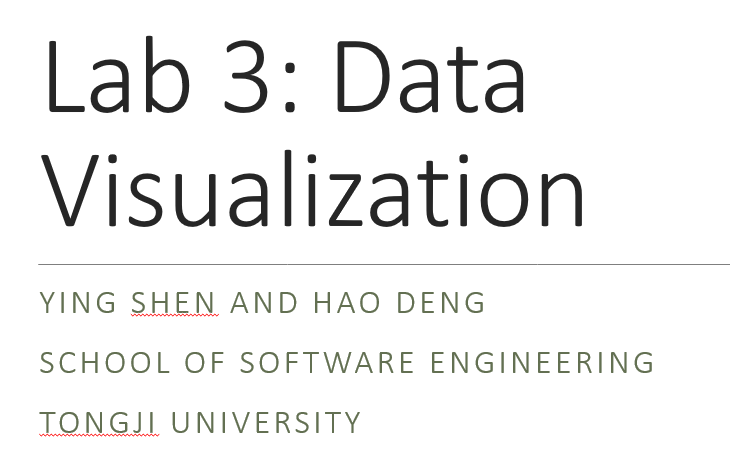 Lab 3: Data
Visualization
YING SHEN AND HAO DENG
SCHOOL OF SOFTWARE ENGINEERING
TONGJI UNIVERSITY